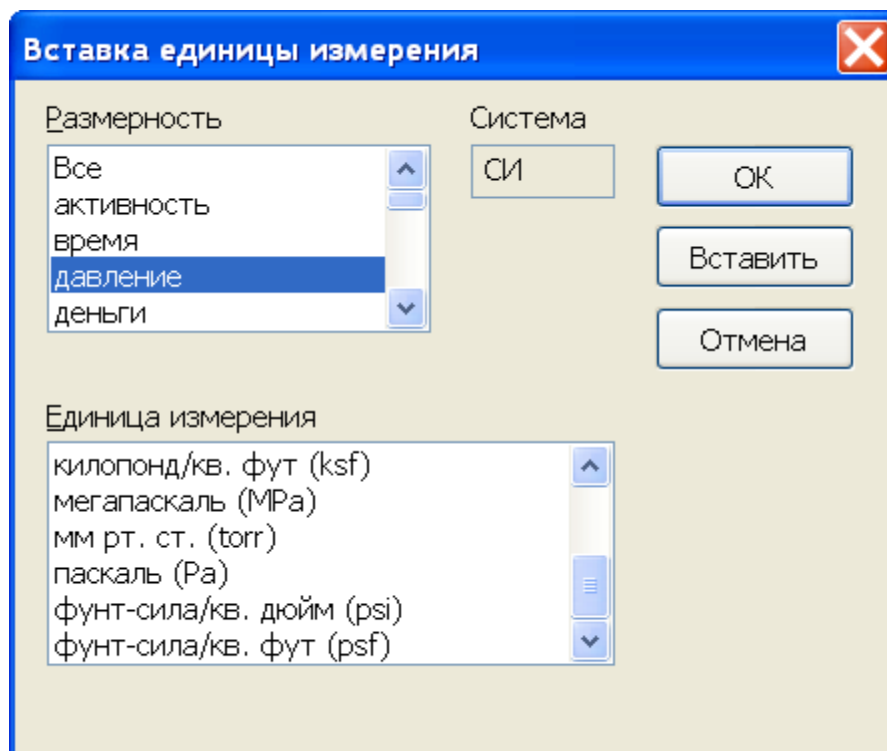 Вставка единицы измерения
Размерность
Система
Все
активность
время
давление
деньги
СИ
ОК
Вставить
Отмена
Единица измерения
килопонд/кв. фут (ksf)
мегапаскаль (MPa)
мм рт. ст. (torr)
паскаль (Pa)
фунт-сила/кв. дюйм (psi)
фунт-сила/кв. фут (psf)